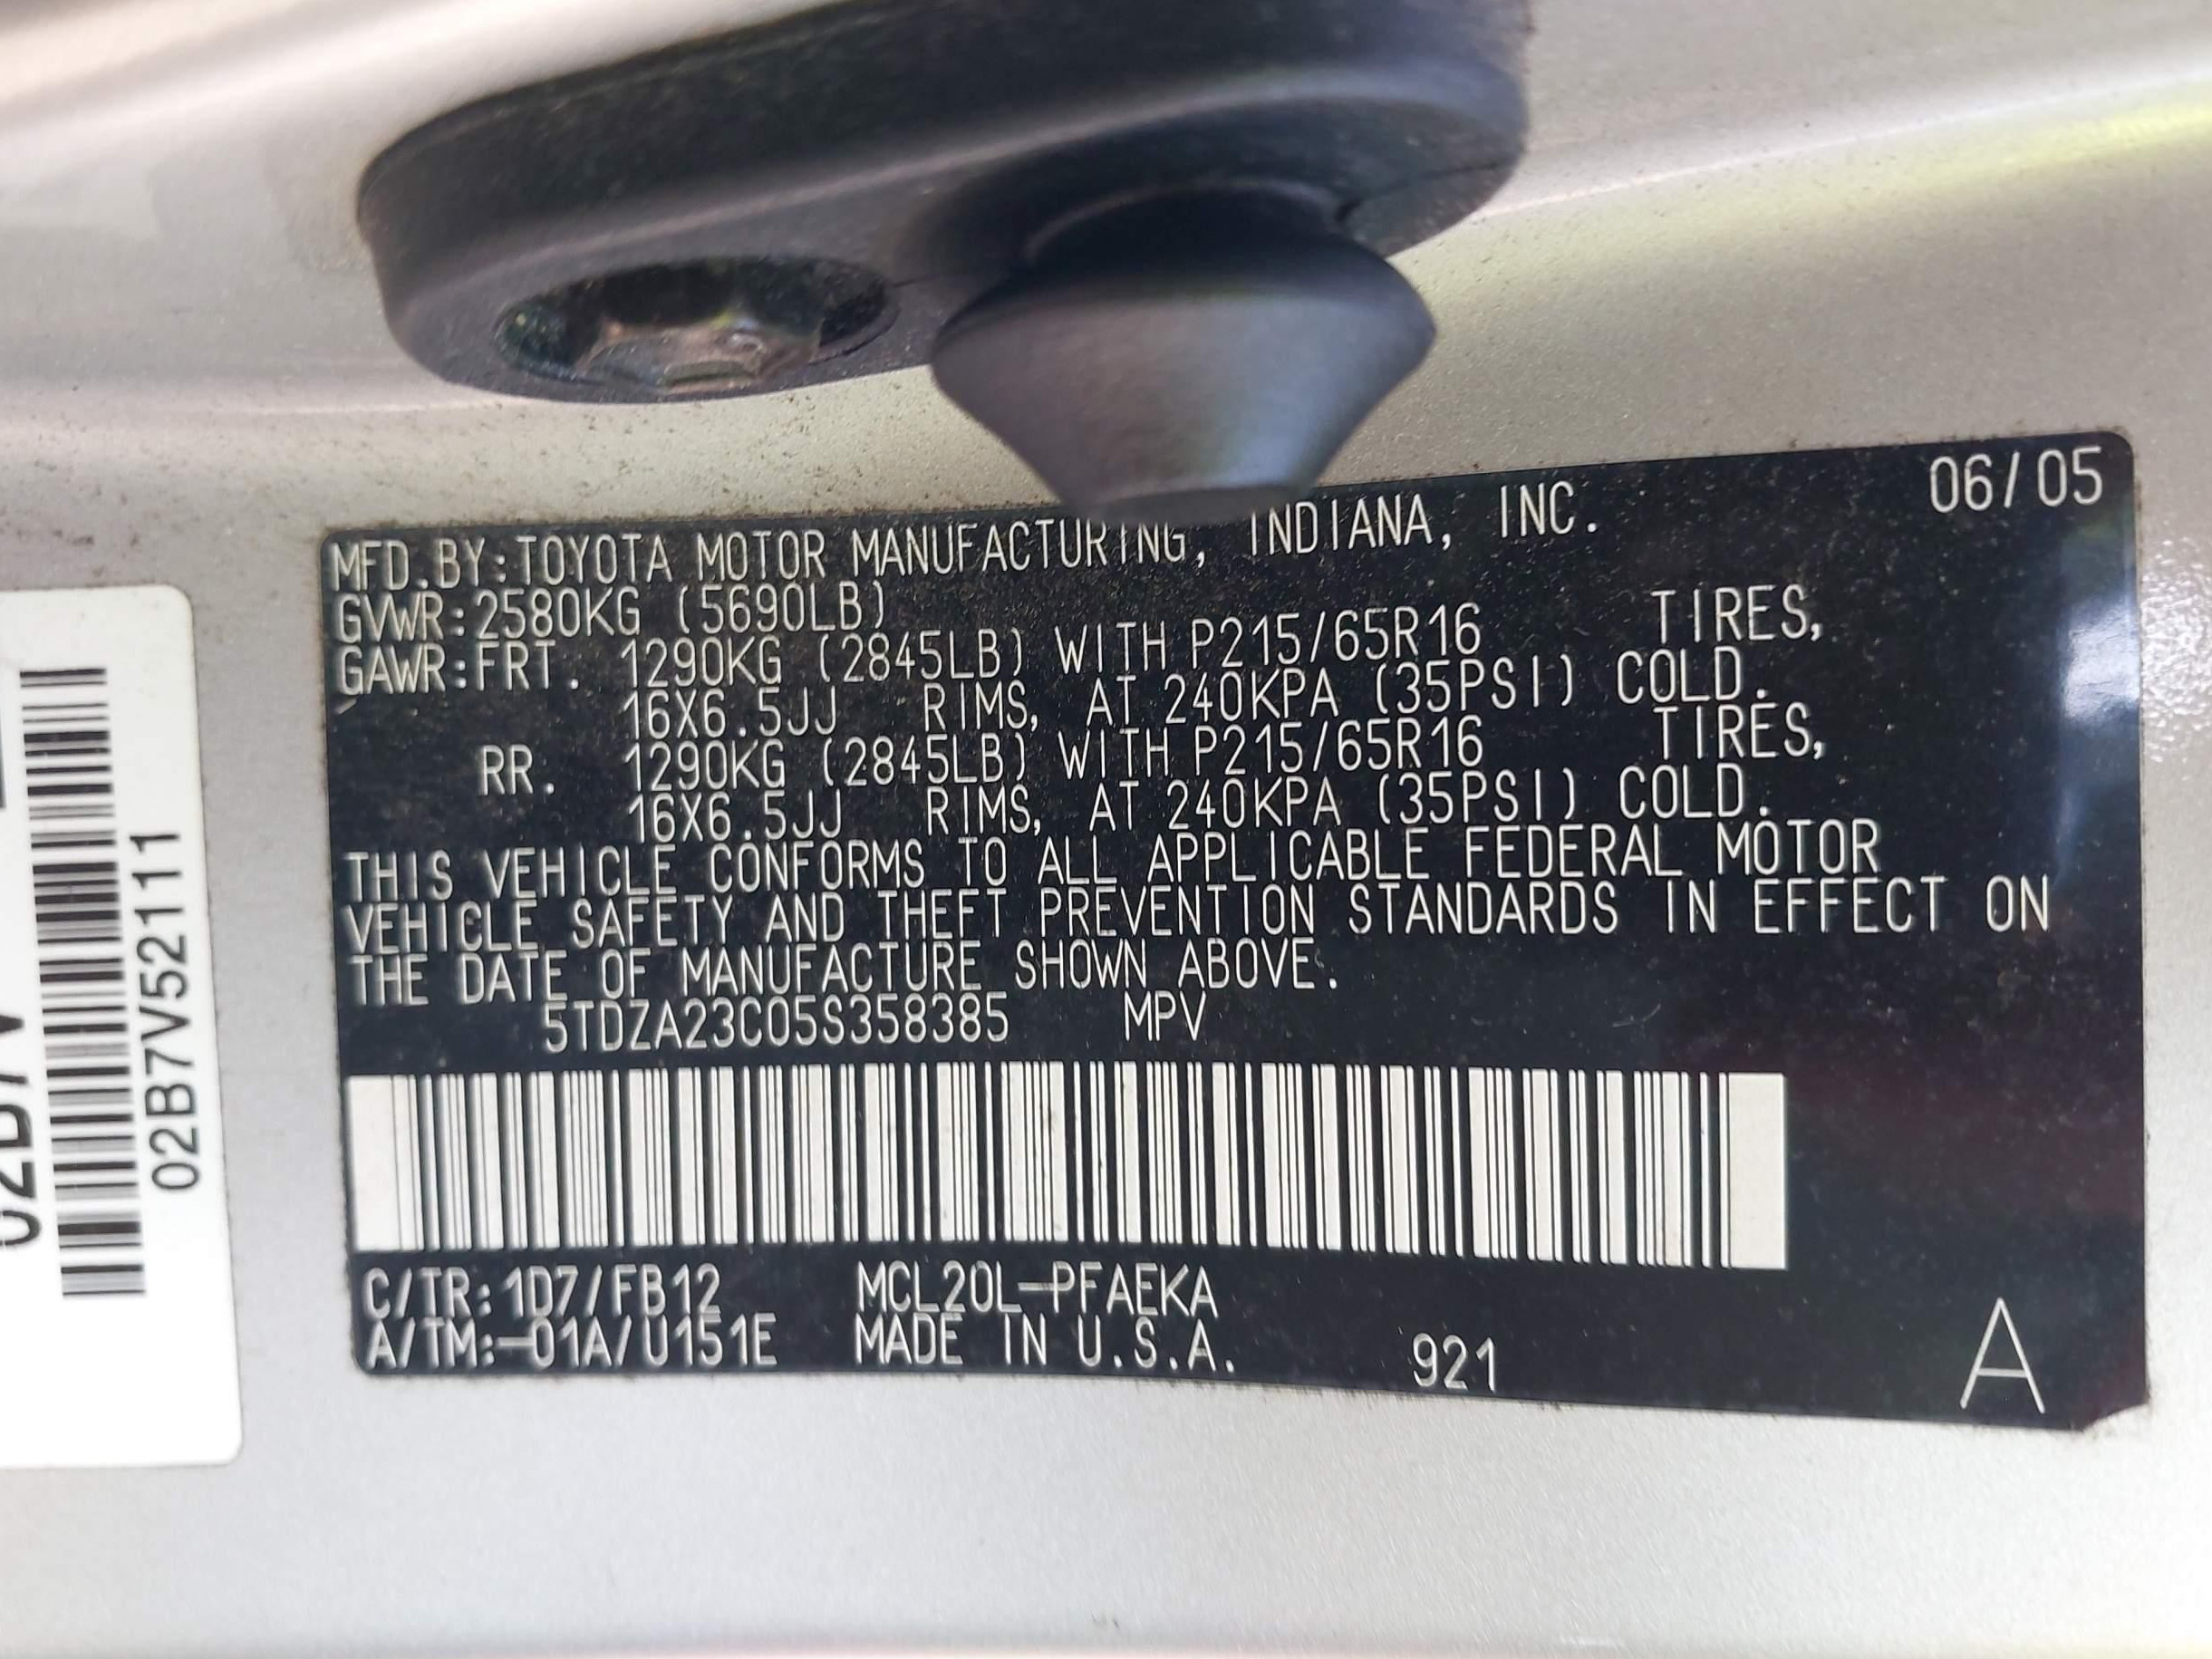 MFD.BY:TOYOTA MOTOR MANUFACTURING, INDIANA, INC. 06/05
GVWR:2580KG (5690LB)
GAWR:FRT. 1290KG (2845LB) WITH P215/65R16 TIRES,
16X6.5JJ RIMS, AT 240KPA (35PSI) COLD.
RR. 1290KG (2845LB) WITH P215/65R16 TIRES,
16X6.5JJ RIMS, AT 240KPA (35PSI) COLD.
THIS VEHICLE CONFORMS TO ALL APPLICABLE FEDERAL MOTOR
VEHICLE SAFETY AND THEFT PREVENTION STANDARDS IN EFFECT ON
THE DATE OF MANUFACTURE SHOWN ABOVE.
5TDZA23C05S358385 MPV
C/TR:1D7/FB12 MCL20L-PFAEKA
A/TM:-01A/U151E MADE IN U.S.A. 921 A
02B7V52111